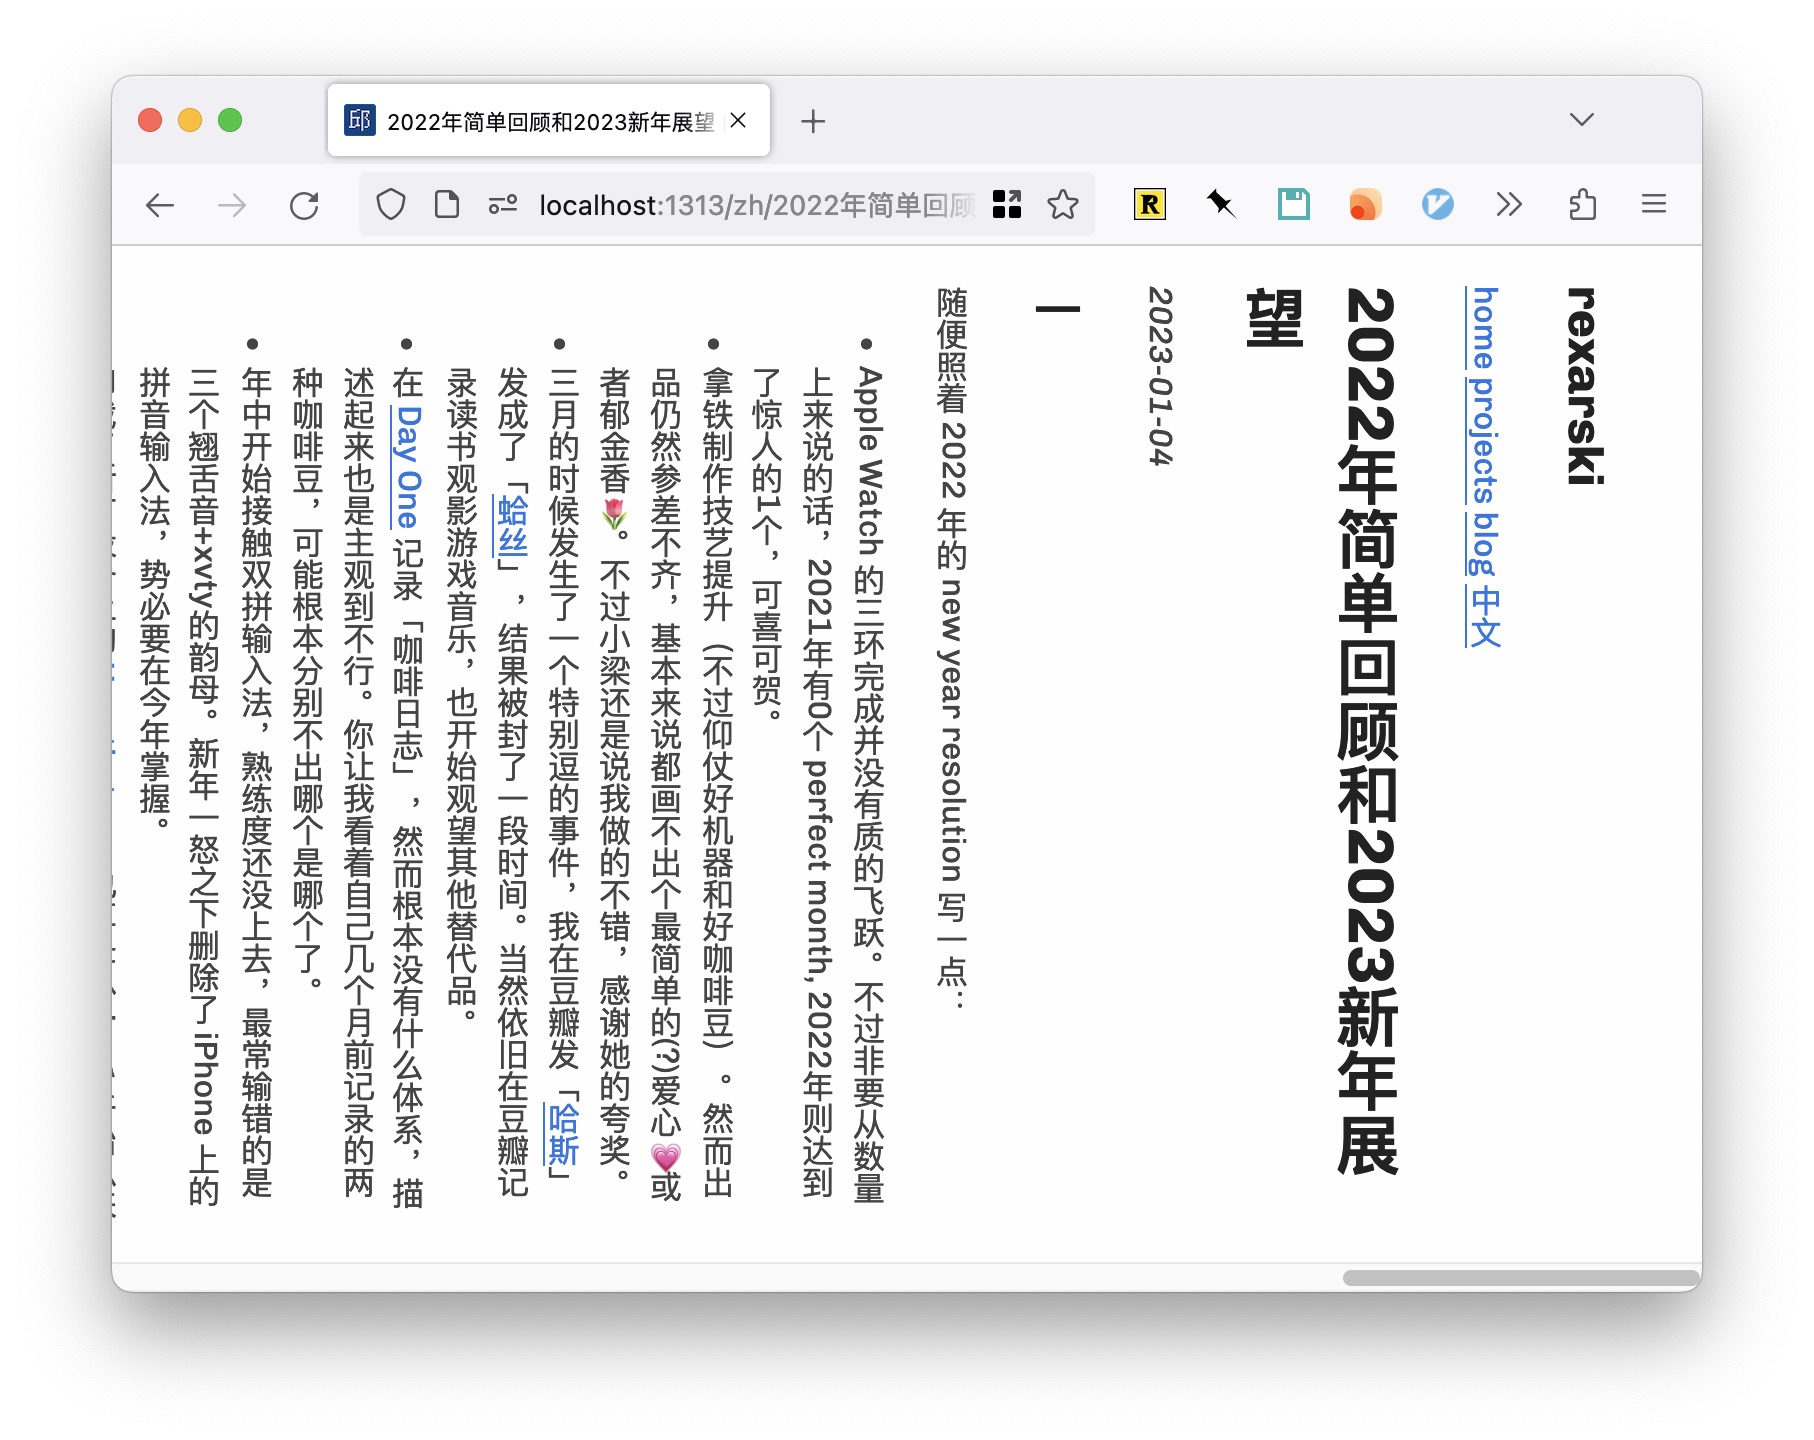 2022年简单回顾和2023新年展望
localhost:1313/zh/2022年简单回顾
rexarski
home projects blog 中文
2022年简单回顾和2023新年展
望
2023-01-04
一
随便照着 2022 年的 new year resolution 写一点：
Apple Watch 的三环完成并没有质的飞跃。不过非要从数量
上来说的话，2021年有0个 perfect month, 2022年则达到
了惊人的1个，可喜可贺。
拿铁制作技艺提升（不过仰仗好机器和好咖啡豆）。然而出
品仍然参差不齐，基本来说都画不出个最简单的(?)爱心💗或
者郁金香🌷。不过小梁还是说我做的不错，感谢她的夸奖。
三月的时候发生了一个特别逗的事件，我在豆瓣发「哈斯」
发成了「蛤丝」，结果被封了一段时间。当然依旧在豆瓣记
录读书观影游戏音乐，也开始观望其他替代品。
在 Day One 记录「咖啡日志」，然而根本没有什么体系，描
述起来也是主观到不行。你让我看着自己几个月前记录的两
种咖啡豆，可能根本分别不出哪个是哪个了。
年中开始接触双拼输入法，熟练度还没上去，最常输错的是
三个翘舌音+xvty的韵母。新年一怒之下删除了 iPhone 上的
拼音输入法，势必要在今年掌握。